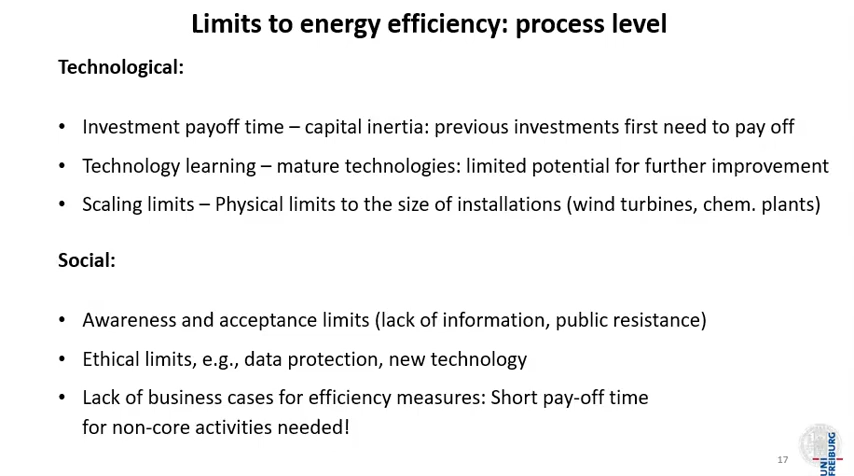 Limits to energy efficiency: process level
Technological:
• Investment payoff time – capital inertia: previous investments first need to pay off
• Technology learning – mature technologies: limited potential for further improvement
• Scaling limits – Physical limits to the size of installations (wind turbines, chem. plants)
Social:
• Awareness and acceptance limits (lack of information, public resistance)
• Ethical limits, e.g., data protection, new technology
• Lack of business cases for efficiency measures: Short pay-off time
for non-core activities needed!
17
UNI
FREIBURG